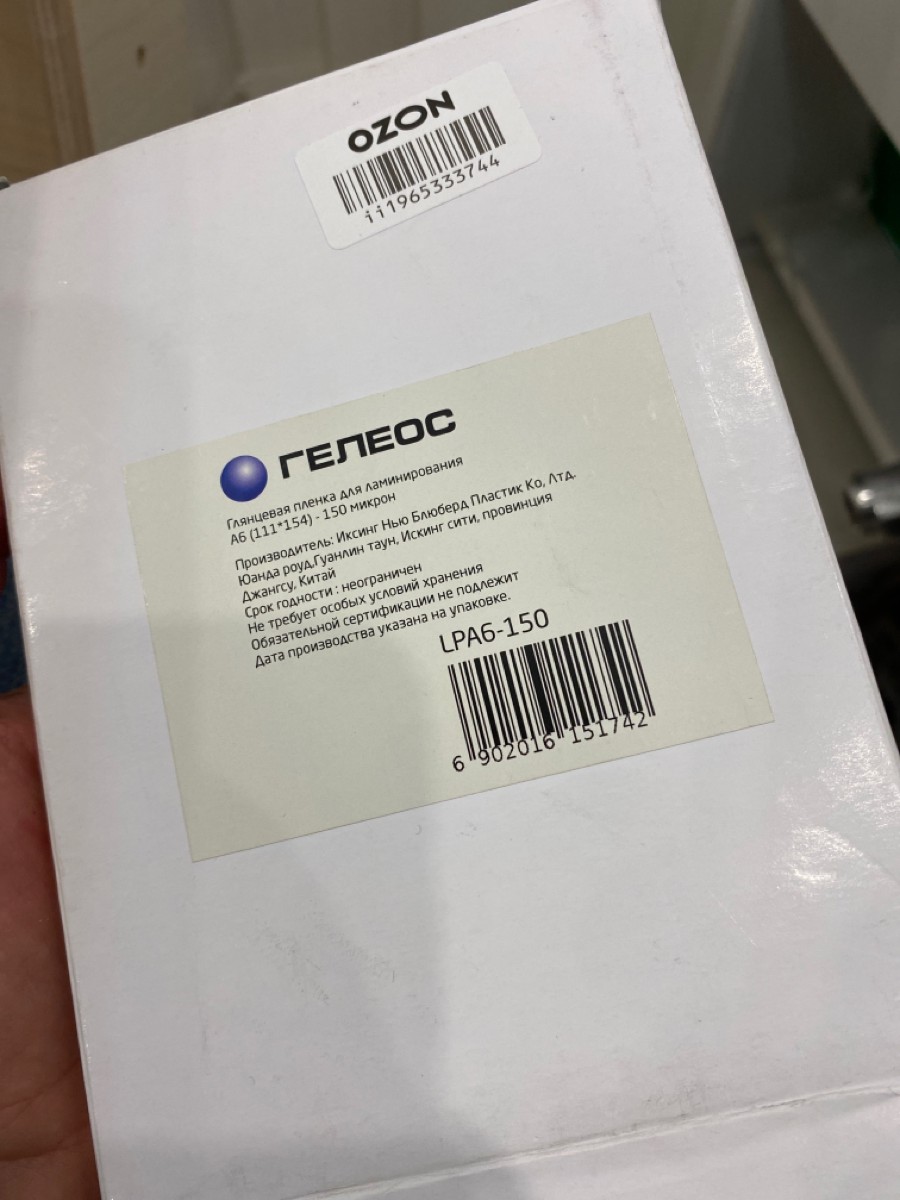 OZON
ii1965333744
ГЕЛЕОС
Глянцевая пленка для ламинирования
А6 (111*154) - 150 микрон
Производитель: Иксинг Нью Блюберд Пластик Ко, Лтд.
Юанда роуд,Гуанлин таун, Искинг сити, провинция
Джангсу, Китай
Срок годности : неограничен
Не требует особых условий хранения
Обязательной сертификации не подлежит
Дата производства указана на упаковке.
LPA6-150
6 902016 151742